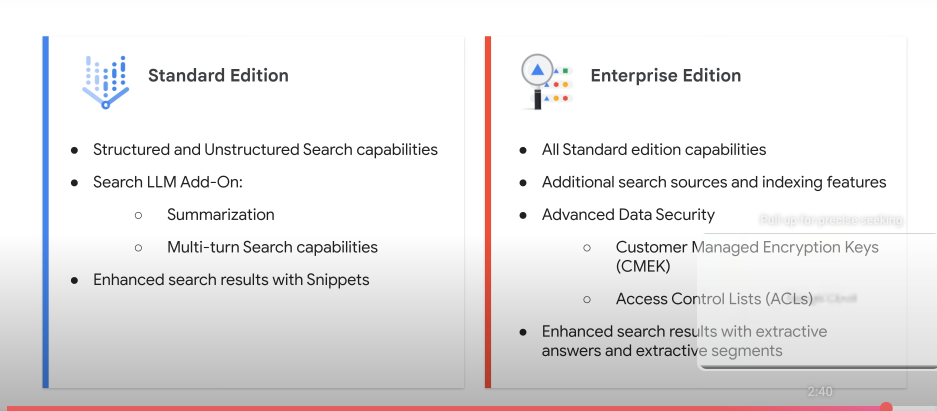 Standard Edition
Structured and Unstructured Search capabilities
Search LLM Add-On:
Summarization
Multi-turn Search capabilities
Enhanced search results with Snippets
Enterprise Edition
All Standard edition capabilities
Additional search sources and indexing features
Advanced Data Security
Customer Managed Encryption Keys
(CMEK)
Access Control Lists (ACLs)
Enhanced search results with extractive
answers and extractive segments
Pull up for precise seeking
2:40